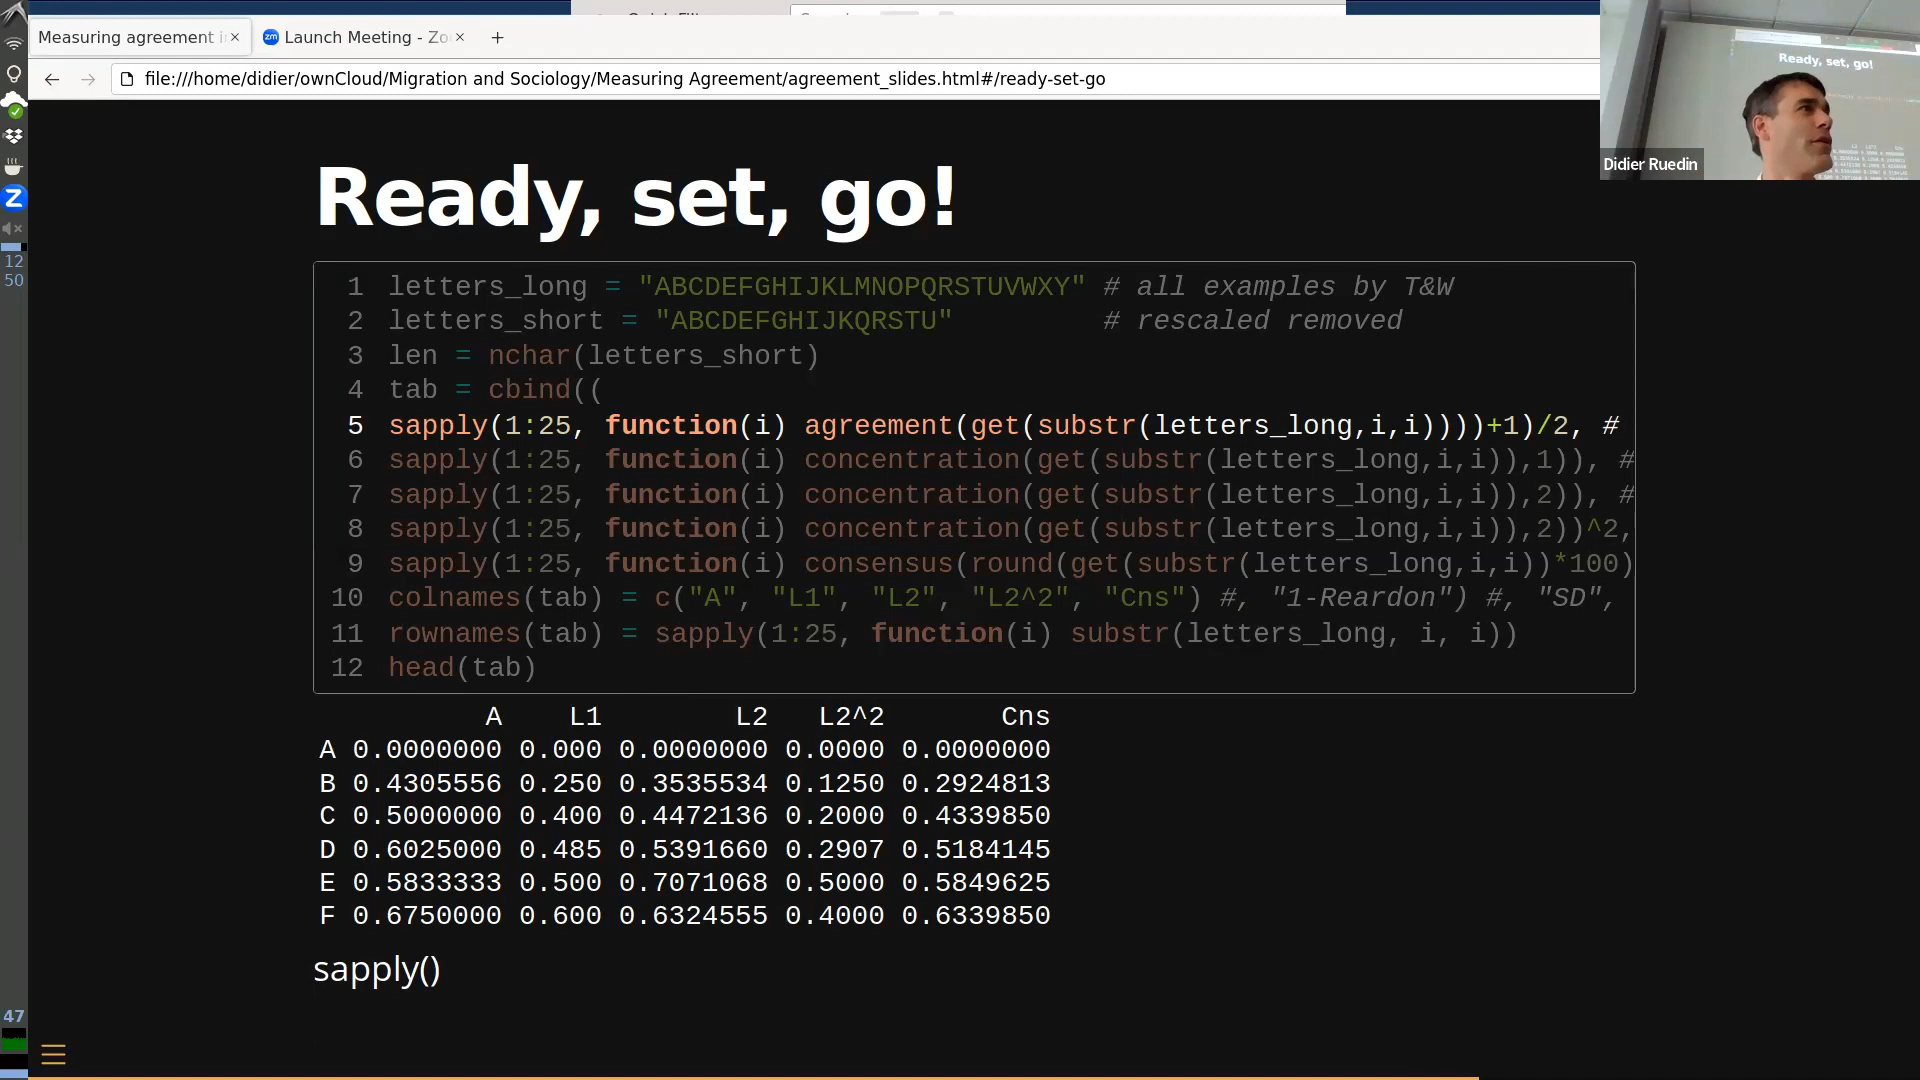 Measuring agreement i
Launch Meeting - Zo
file:///home/didier/ownCloud/Migration and Sociology/Measuring Agreement/agreement_slides.html#/ready-set-go
Ready, set, go!
Didier Ruedin
12
50
47
Ready, set, go!
1 letters_long = "ABCDEFGHIJKLMNOPQRSTUVWXY" # all examples by T&W
2 letters_short = "ABCDEFGHIJKQRSTU" # rescaled removed
3 len = nchar(letters_short)
4 tab = cbind((
5 sapply(1:25, function(i) agreement(get(substr(letters_long,i,i))))+1)/2, #
6 sapply(1:25, function(i) concentration(get(substr(letters_long,i,i)),1)), #
7 sapply(1:25, function(i) concentration(get(substr(letters_long,i,i)),2)), #
8 sapply(1:25, function(i) concentration(get(substr(letters_long,i,i)),2))^2,
9 sapply(1:25, function(i) consensus(round(get(substr(letters_long,i,i))*100)
10 colnames(tab) = c("A", "L1", "L2", "L2^2", "Cns") #, "1-Reardon") #, "SD",
11 rownames(tab) = sapply(1:25, function(i) substr(letters_long, i, i))
12 head(tab)
A L1 L2 L2^2 Cns
A 0.0000000 0.000 0.0000000 0.0000 0.0000000
B 0.4305556 0.250 0.3535534 0.1250 0.2924813
C 0.5000000 0.400 0.4472136 0.2000 0.4339850
D 0.6025000 0.485 0.5391660 0.2907 0.5184145
E 0.5833333 0.500 0.7071068 0.5000 0.5849625
F 0.6750000 0.600 0.6324555 0.4000 0.6339850
sapply()